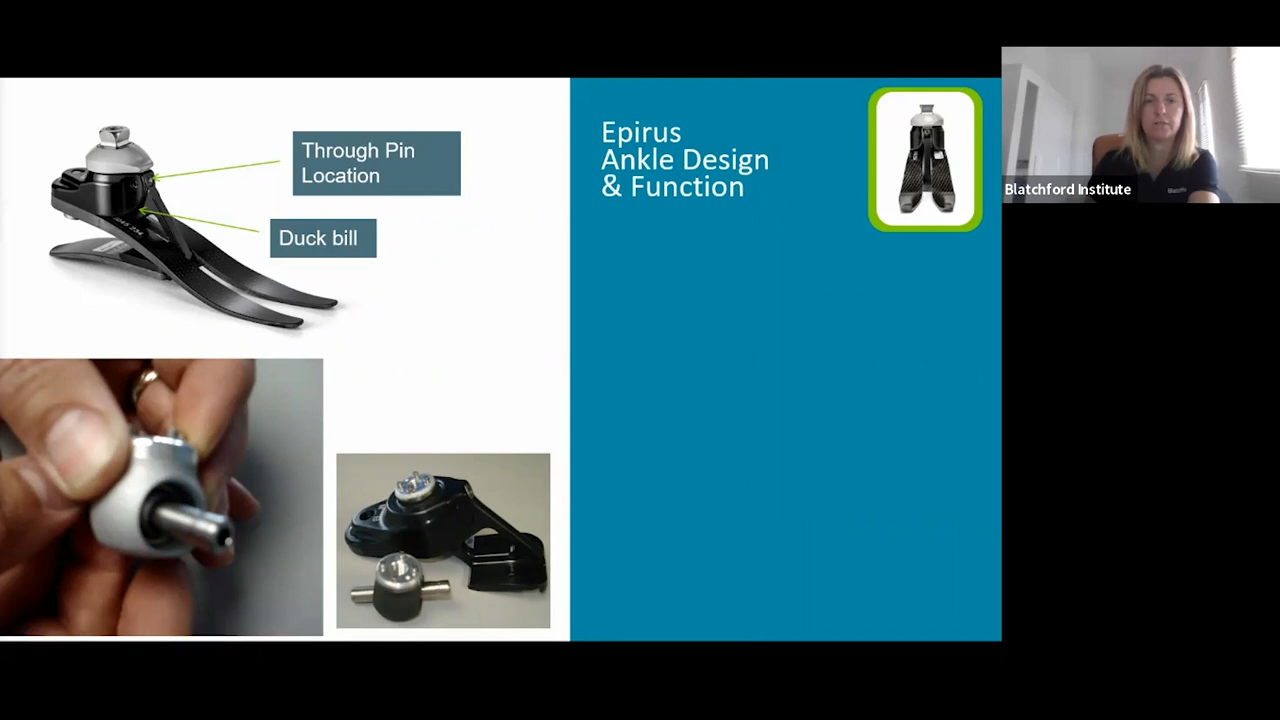 Through Pin
Location
Duck bill
Epirus
Ankle Design
& Function
Blatchford Institute